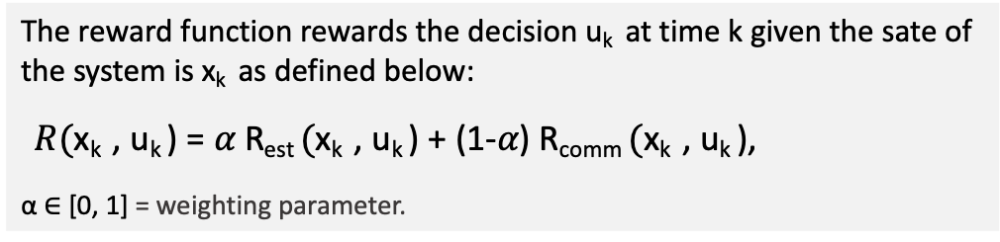 The reward function rewards the decision uₖ at time k given the sate of
the system is xₖ as defined below:
R(xₖ , uₖ) = α Rest (xₖ , uₖ) + (1-α) Rcomm (xₖ , uₖ),
α ∈ [0, 1] = weighting parameter.